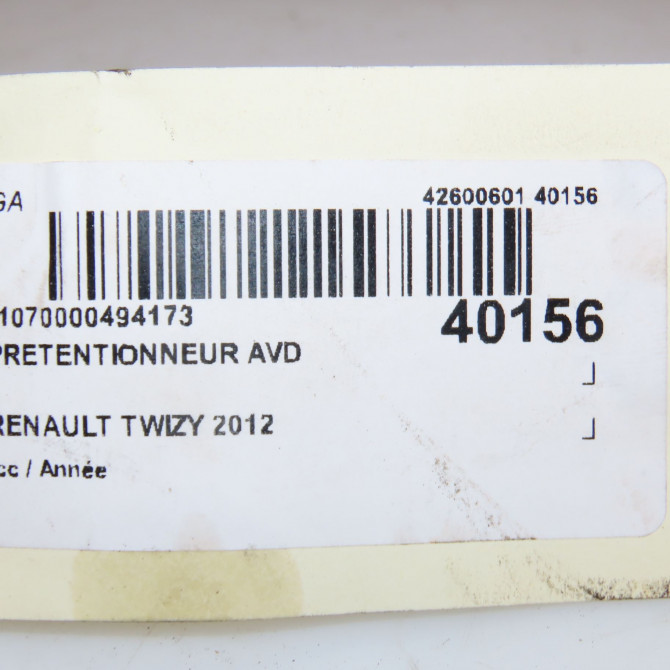 GA
42600601 40156
1070000494173
40156
PRETENTIONNEUR AVD
RENAULT TWIZY 2012
cc / Année